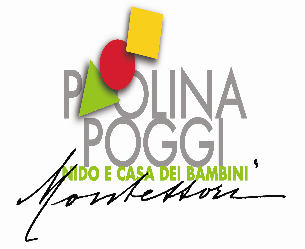 PAOLINA
POGGI
NIDO E CASA DEI BAMBINI
Montessori